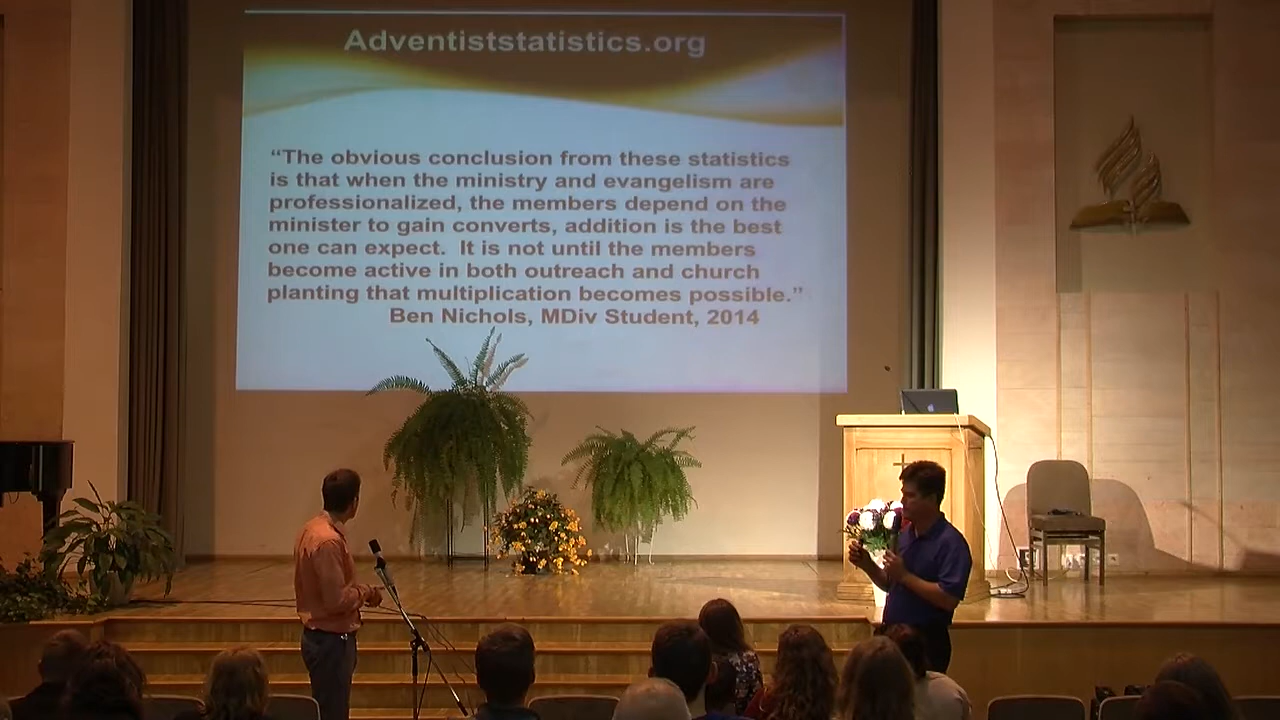 Adventiststatistics.org
“The obvious conclusion from these statistics
is that when the ministry and evangelism are
professionalized, the members depend on the
minister to gain converts, addition is the best
one can expect.  It is not until the members
become active in both outreach and church
planting that multiplication becomes possible.”
Ben Nichols, MDiv Student, 2014